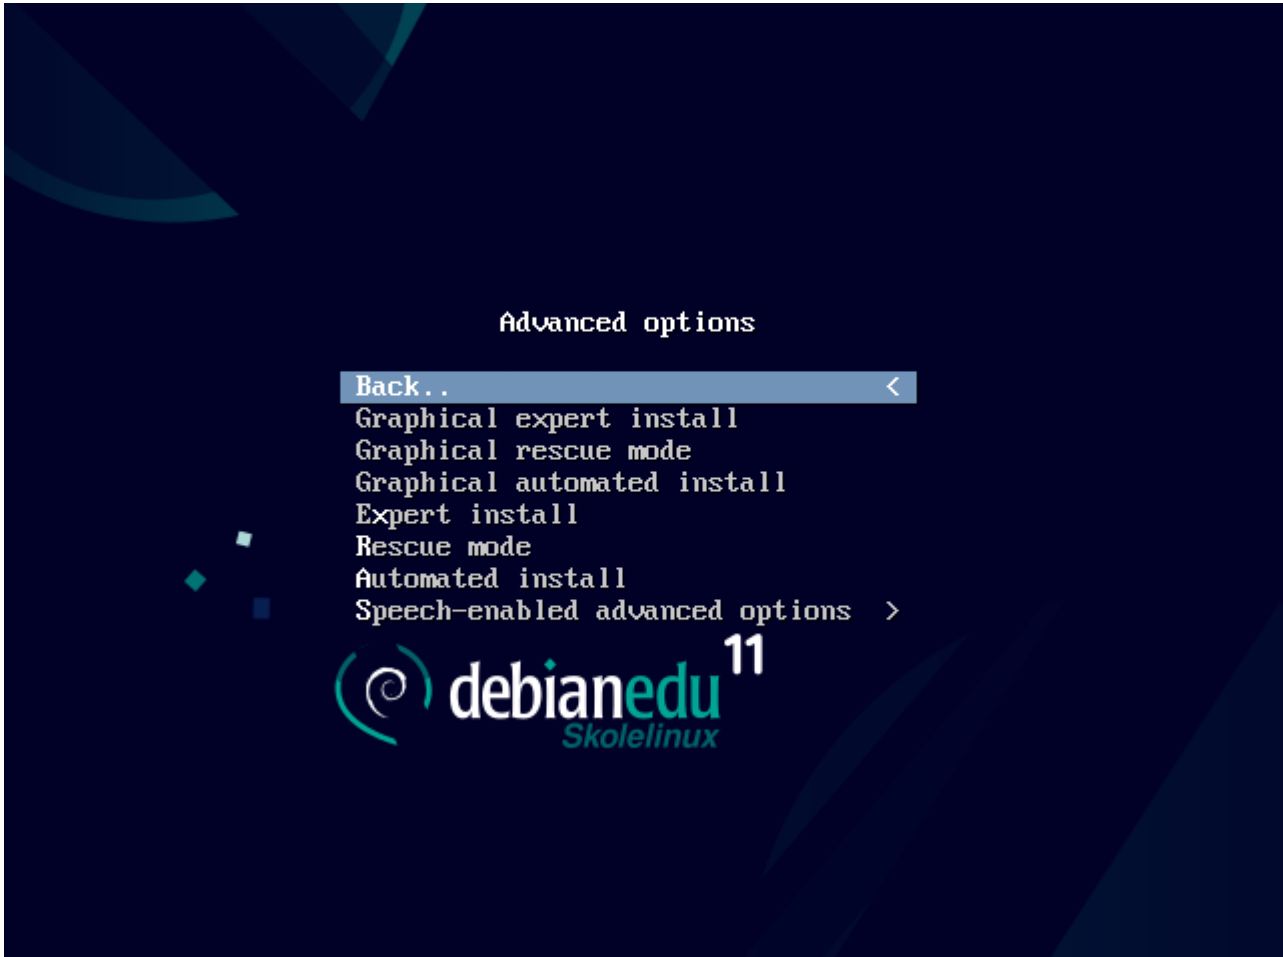 Advanced options
Back.. <
Graphical expert install
Graphical rescue mode
Graphical automated install
Expert install
Rescue mode
Automated install
Speech-enabled advanced options >
debianedu 11
Skolelinux